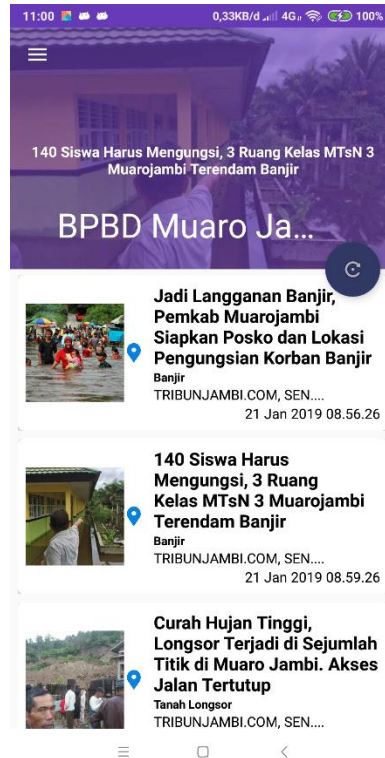 11:00 0,33KB/d 4G 100%
140 Siswa Harus Mengungsi, 3 Ruang Kelas MTsN 3
Muarojambi Terendam Banjir
BPBD Muaro Ja...
Jadi Langganan Banjir,
Pemkab Muarojambi
Siapkan Posko dan Lokasi
Pengungsian Korban Banjir
Banjir
TRIBUNJAMBI.COM, SEN....
21 Jan 2019 08.56.26
140 Siswa Harus
Mengungsi, 3 Ruang
Kelas MTsN 3 Muarojambi
Terendam Banjir
Banjir
TRIBUNJAMBI.COM, SEN....
21 Jan 2019 08.59.26
Curah Hujan Tinggi,
Longsor Terjadi di Sejumlah
Titik di Muaro Jambi. Akses
Jalan Tertutup
Tanah Longsor
TRIBUNJAMBI.COM, SEN....